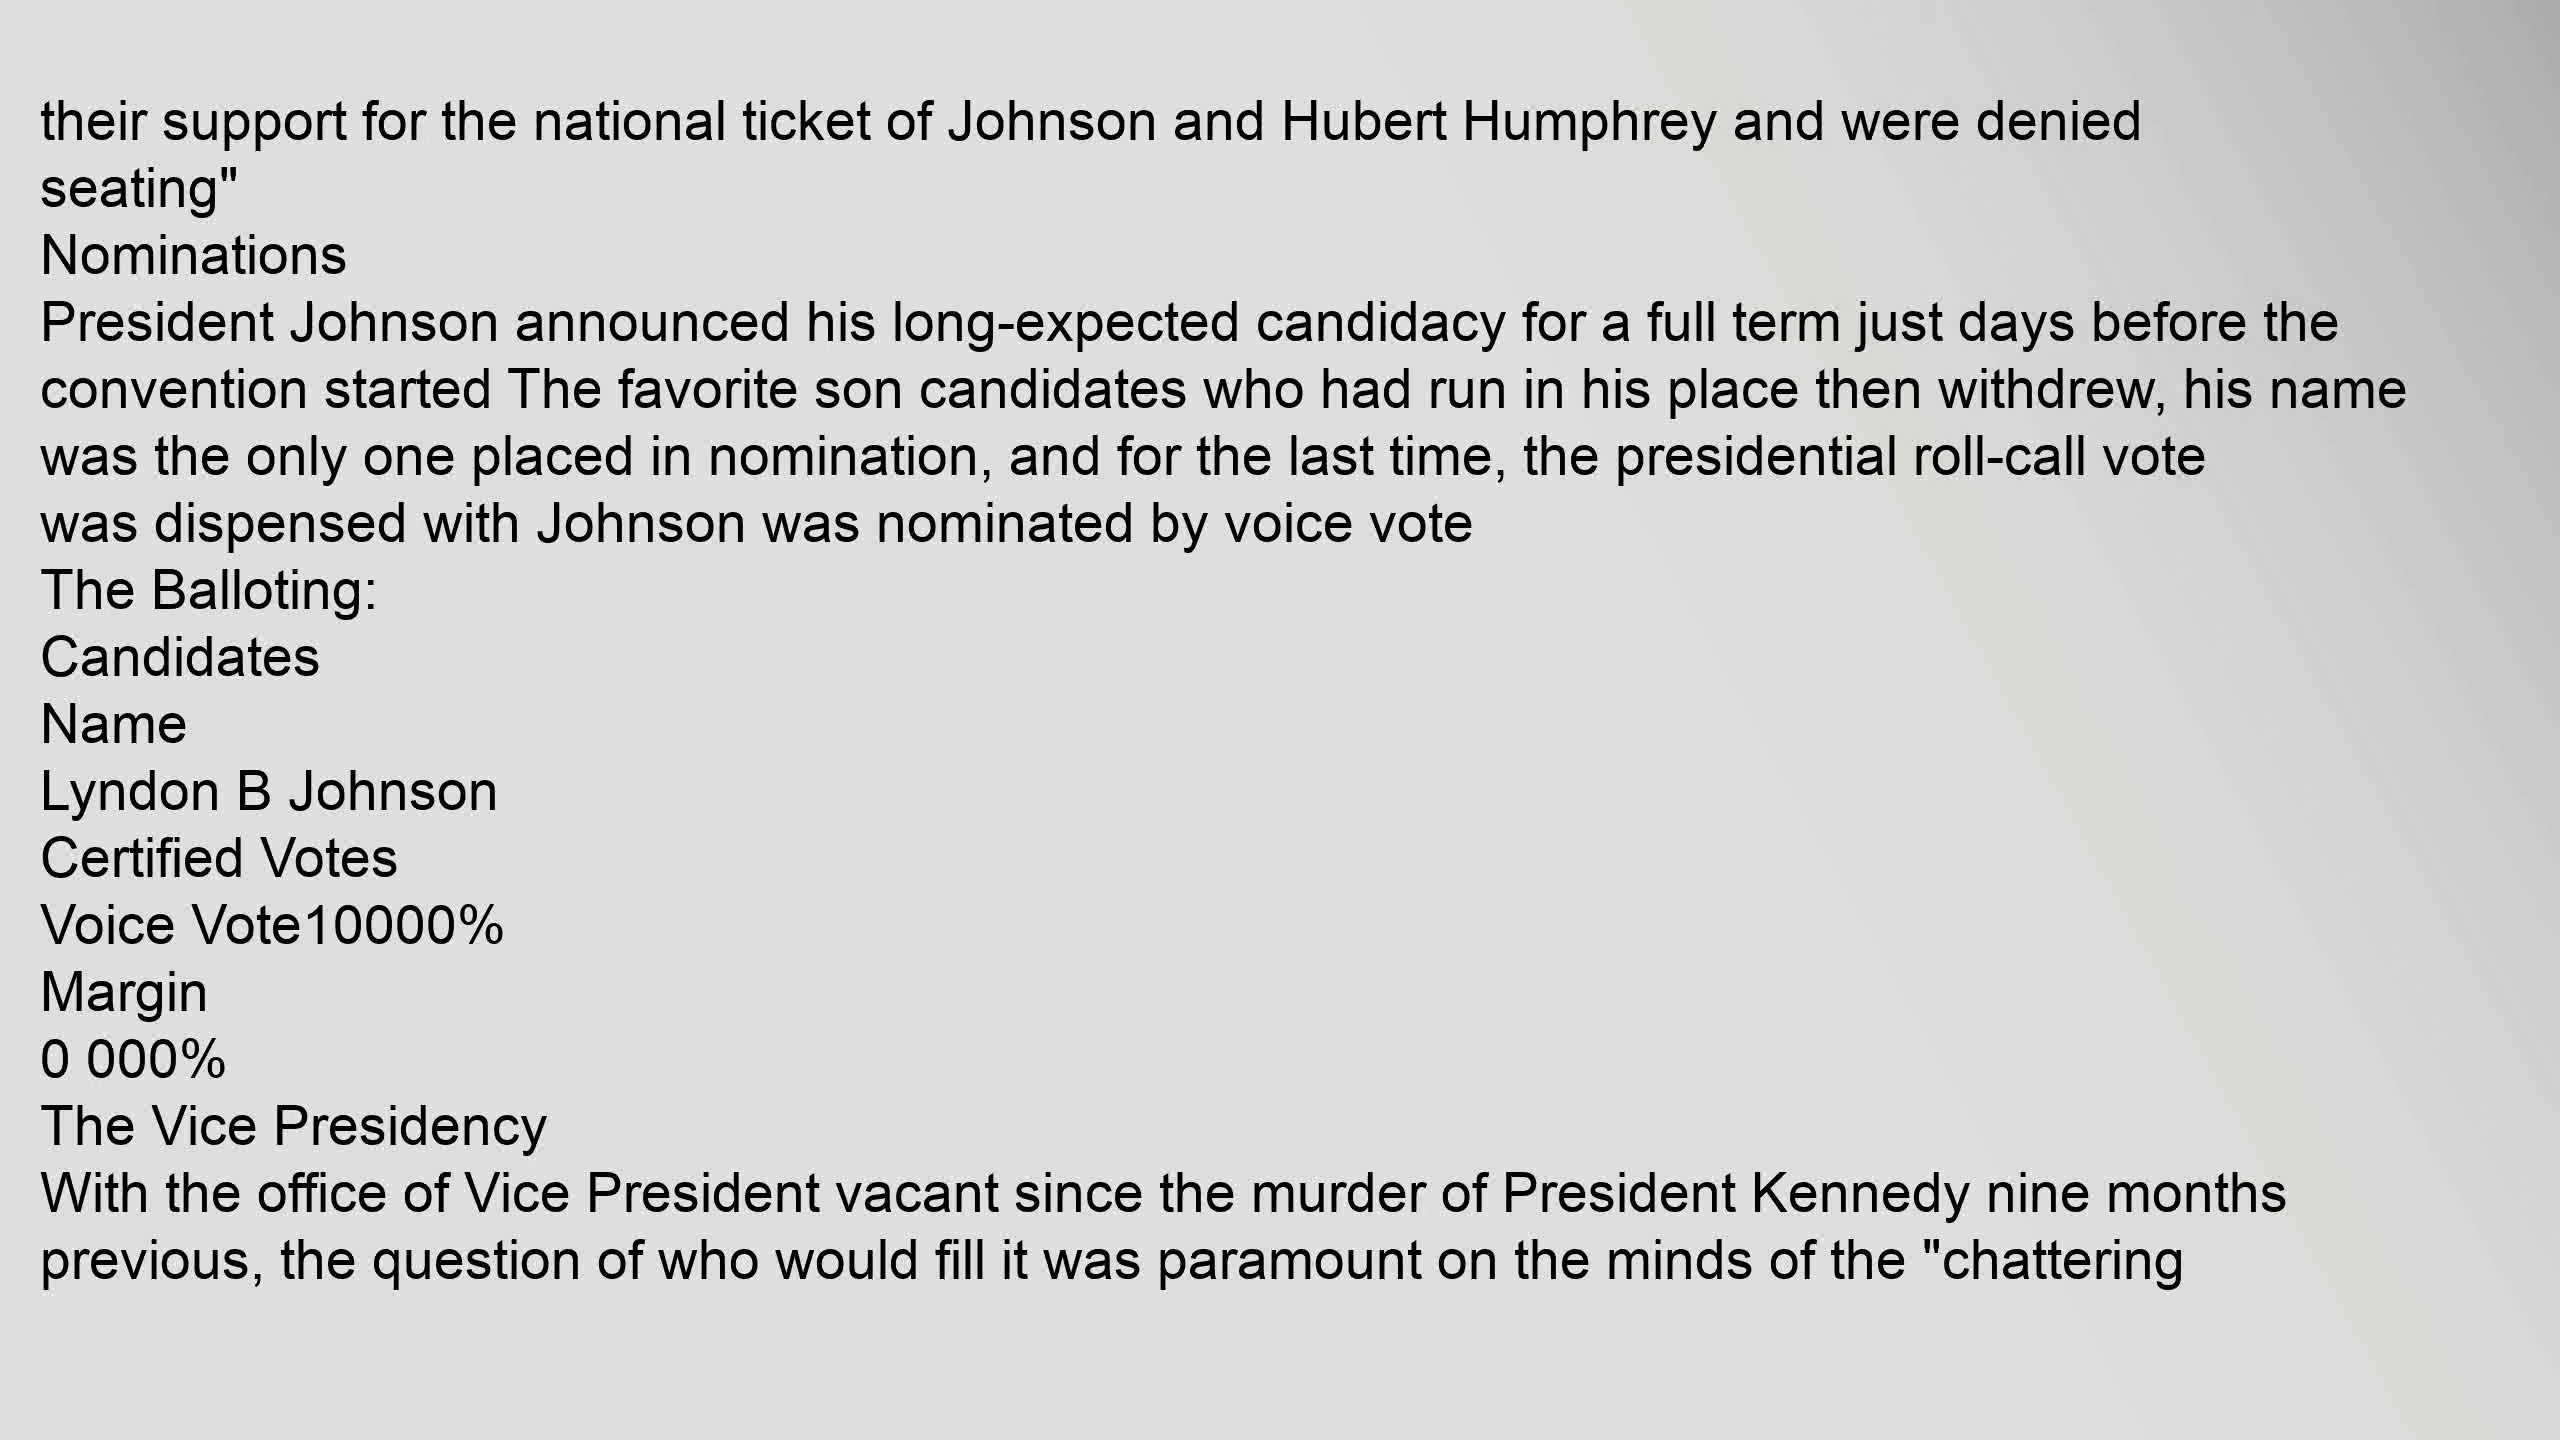 their support for the national ticket of Johnson and Hubert Humphrey and were denied
seating"
Nominations
President Johnson announced his long-expected candidacy for a full term just days before the
convention started The favorite son candidates who had run in his place then withdrew, his name
was the only one placed in nomination, and for the last time, the presidential roll-call vote
was dispensed with Johnson was nominated by voice vote
The Balloting:
Candidates
Name
Lyndon B Johnson
Certified Votes
Voice Vote10000%
Margin
0 000%
The Vice Presidency
With the office of Vice President vacant since the murder of President Kennedy nine months
previous, the question of who would fill it was paramount on the minds of the "chattering